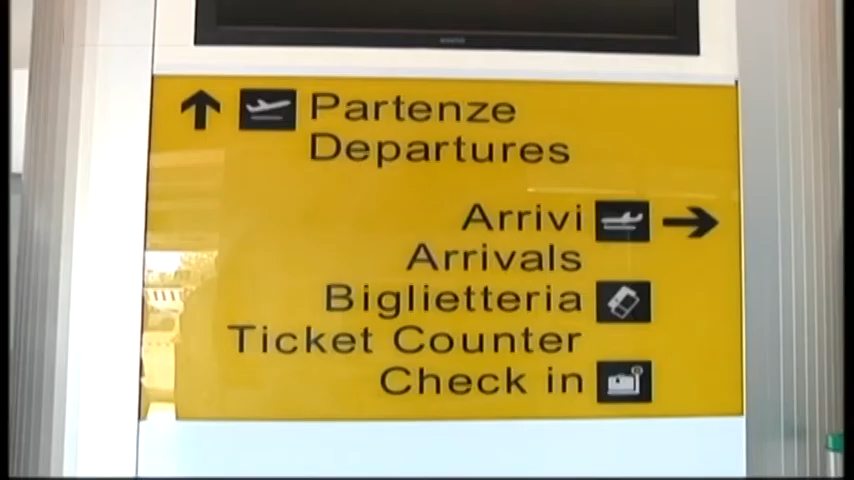 Partenze
Departures
Arrivi
Arrivals
Biglietteria
Ticket Counter
Check in